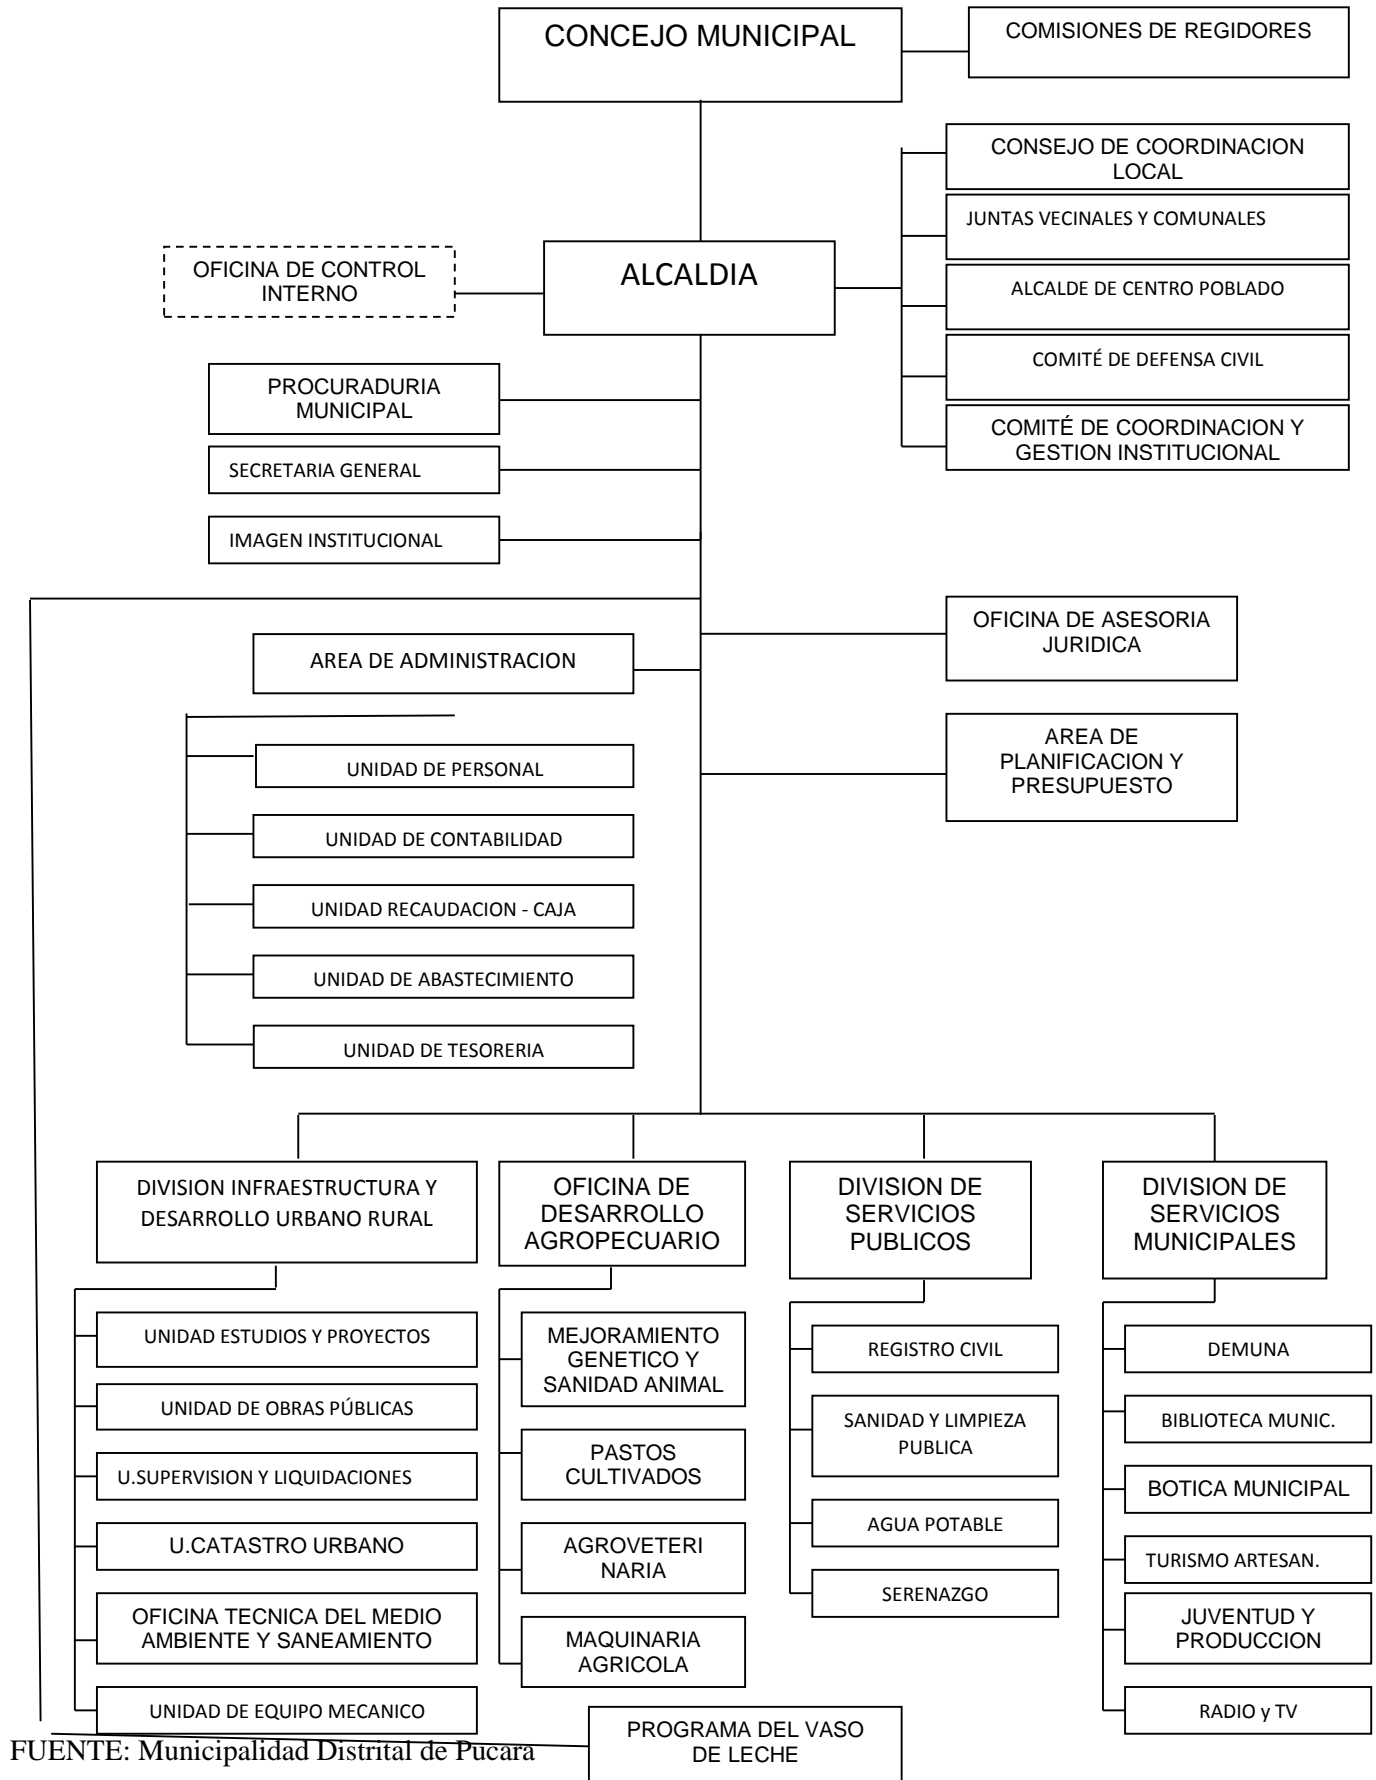 CONCEJO MUNICIPAL
COMISIONES DE REGIDORES
CONSEJO DE COORDINACION
LOCAL
JUNTAS VECINALES Y COMUNALES
OFICINA DE CONTROL
INTERNO
ALCALDIA
ALCALDE DE CENTRO POBLADO
COMITÉ DE DEFENSA CIVIL
PROCURADURIA
MUNICIPAL
COMITÉ DE COORDINACION Y
GESTION INSTITUCIONAL
SECRETARIA GENERAL
IMAGEN INSTITUCIONAL
OFICINA DE ASESORIA
JURIDICA
AREA DE ADMINISTRACION
AREA DE
PLANIFICACION Y
PRESUPUESTO
UNIDAD DE PERSONAL
UNIDAD DE CONTABILIDAD
UNIDAD RECAUDACION - CAJA
UNIDAD DE ABASTECIMIENTO
UNIDAD DE TESORERIA
DIVISION INFRAESTRUCTURA Y
DESARROLLO URBANO RURAL
OFICINA DE
DESARROLLO
AGROPECUARIO
DIVISION DE
SERVICIOS
PUBLICOS
DIVISION DE
SERVICIOS
MUNICIPALES
UNIDAD ESTUDIOS Y PROYECTOS
UNIDAD DE OBRAS PÚBLICAS
U.SUPERVISION Y LIQUIDACIONES
U.CATASTRO URBANO
OFICINA TECNICA DEL MEDIO
AMBIENTE Y SANEAMIENTO
UNIDAD DE EQUIPO MECANICO
MEJORAMIENTO
GENETICO Y
SANIDAD ANIMAL
PASTOS
CULTIVADOS
AGROVETERI
NARIA
MAQUINARIA
AGRICOLA
REGISTRO CIVIL
SANIDAD Y LIMPIEZA
PUBLICA
AGUA POTABLE
SERENAZGO
DEMUNA
BIBLIOTECA MUNIC.
BOTICA MUNICIPAL
TURISMO ARTESAN.
JUVENTUD Y
PRODUCCION
RADIO y TV
PROGRAMA DEL VASO
DE LECHE
FUENTE: Municipalidad Distrital de Pucara